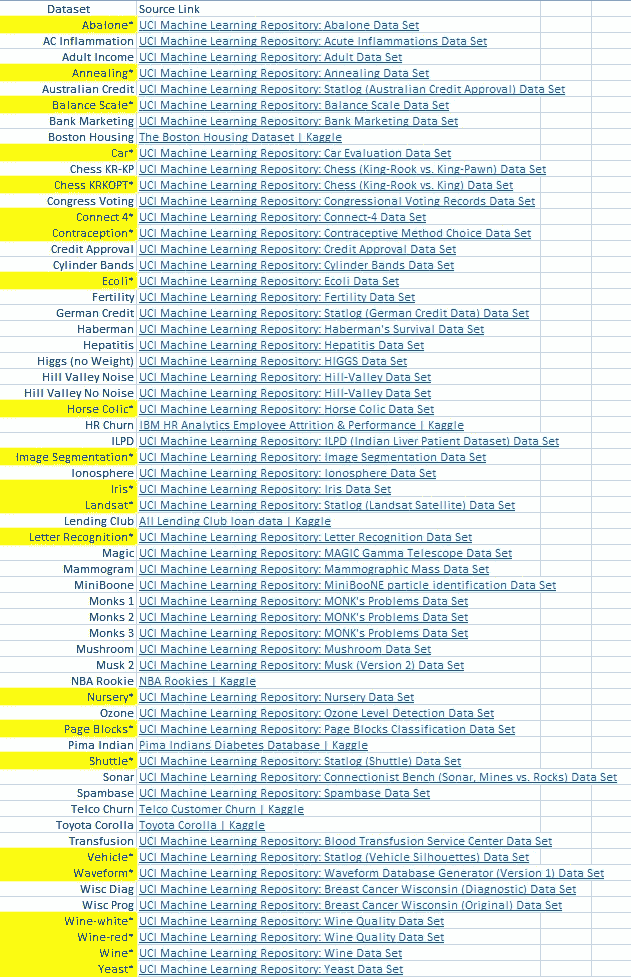 Dataset Source Link
Abalone* UCI Machine Learning Repository: Abalone Data Set
AC Inflammation UCI Machine Learning Repository: Acute Inflammations Data Set
Adult Income UCI Machine Learning Repository: Adult Data Set
Annealing* UCI Machine Learning Repository: Annealing Data Set
Australian Credit UCI Machine Learning Repository: Statlog (Australian Credit Approval) Data Set
Balance Scale* UCI Machine Learning Repository: Balance Scale Data Set
Bank Marketing UCI Machine Learning Repository: Bank Marketing Data Set
Boston Housing The Boston Housing Dataset | Kaggle
Car* UCI Machine Learning Repository: Car Evaluation Data Set
Chess KR-KP UCI Machine Learning Repository: Chess (King-Rook vs. King-Pawn) Data Set
Chess KRKOPT* UCI Machine Learning Repository: Chess (King-Rook vs. King) Data Set
Congress Voting UCI Machine Learning Repository: Congressional Voting Records Data Set
Connect 4* UCI Machine Learning Repository: Connect-4 Data Set
Contraception* UCI Machine Learning Repository: Contraceptive Method Choice Data Set
Credit Approval UCI Machine Learning Repository: Credit Approval Data Set
Cylinder Bands UCI Machine Learning Repository: Cylinder Bands Data Set
Ecoli* UCI Machine Learning Repository: Ecoli Data Set
Fertility UCI Machine Learning Repository: Fertility Data Set
German Credit UCI Machine Learning Repository: Statlog (German Credit Data) Data Set
Haberman UCI Machine Learning Repository: Haberman's Survival Data Set
Hepatitis UCI Machine Learning Repository: Hepatitis Data Set
Higgs (no Weight) UCI Machine Learning Repository: HIGGS Data Set
Hill Valley Noise UCI Machine Learning Repository: Hill-Valley Data Set
Hill Valley No Noise UCI Machine Learning Repository: Hill-Valley Data Set
Horse Colic* UCI Machine Learning Repository: Horse Colic Data Set
HR Churn IBM HR Analytics Employee Attrition & Performance | Kaggle
ILPD UCI Machine Learning Repository: ILPD (Indian Liver Patient Dataset) Data Set
Image Segmentation* UCI Machine Learning Repository: Image Segmentation Data Set
Ionosphere UCI Machine Learning Repository: Ionosphere Data Set
Iris* UCI Machine Learning Repository: Iris Data Set
Landsat* UCI Machine Learning Repository: Statlog (Landsat Satellite) Data Set
Lending Club All Lending Club loan data | Kaggle
Letter Recognition* UCI Machine Learning Repository: Letter Recognition Data Set
Magic UCI Machine Learning Repository: MAGIC Gamma Telescope Data Set
Mammogram UCI Machine Learning Repository: Mammographic Mass Data Set
MiniBoone UCI Machine Learning Repository: MiniBooNE particle identification Data Set
Monks 1 UCI Machine Learning Repository: MONK's Problems Data Set
Monks 2 UCI Machine Learning Repository: MONK's Problems Data Set
Monks 3 UCI Machine Learning Repository: MONK's Problems Data Set
Mushroom UCI Machine Learning Repository: Mushroom Data Set
Musk 2 UCI Machine Learning Repository: Musk (Version 2) Data Set
NBA Rookie NBA Rookies | Kaggle
Nursery* UCI Machine Learning Repository: Nursery Data Set
Ozone UCI Machine Learning Repository: Ozone Level Detection Data Set
Page Blocks* UCI Machine Learning Repository: Page Blocks Classification Data Set
Pima Indian Pima Indians Diabetes Database | Kaggle
Shuttle* UCI Machine Learning Repository: Statlog (Shuttle) Data Set
Sonar UCI Machine Learning Repository: Connectionist Bench (Sonar, Mines vs. Rocks) Data Set
Spambase UCI Machine Learning Repository: Spambase Data Set
Telco Churn Telco Customer Churn | Kaggle
Toyota Corolla Toyota Corolla | Kaggle
Transfusion UCI Machine Learning Repository: Blood Transfusion Service Center Data Set
Vehicle* UCI Machine Learning Repository: Statlog (Vehicle Silhouettes) Data Set
Waveform* UCI Machine Learning Repository: Waveform Database Generator (Version 1) Data Set
Wisc Diag UCI Machine Learning Repository: Breast Cancer Wisconsin (Diagnostic) Data Set
Wisc Prog UCI Machine Learning Repository: Breast Cancer Wisconsin (Original) Data Set
Wine-white* UCI Machine Learning Repository: Wine Quality Data Set
Wine-red* UCI Machine Learning Repository: Wine Quality Data Set
Wine* UCI Machine Learning Repository: Wine Data Set
Yeast* UCI Machine Learning Repository: Yeast Data Set